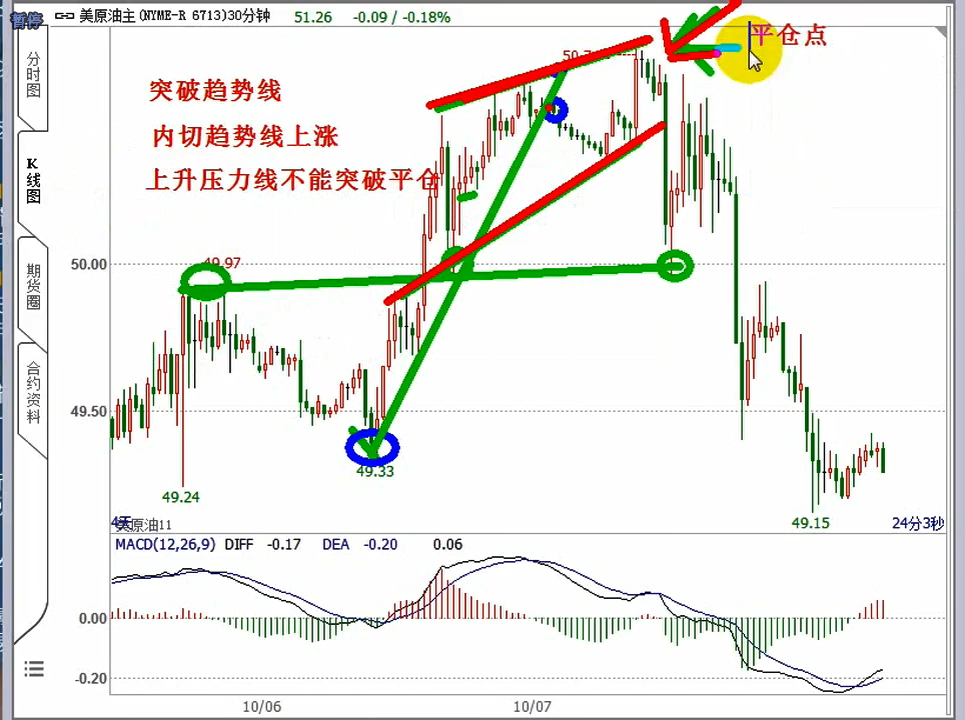 暂停
美原油主(NYME-R 6713)30分钟 51.26 -0.09 / -0.18%
分时图
K线图
期货圈
合约资料
平仓点
突破趋势线
内切趋势线上涨
上升压力线不能突破平仓
50.00
49.97
49.50
49.33
49.24
49.15
4天
美原油11
24分3秒
MACD(12,26,9) DIFF -0.17 DEA -0.20 0.06
0.00
-0.20
10/06 10/07